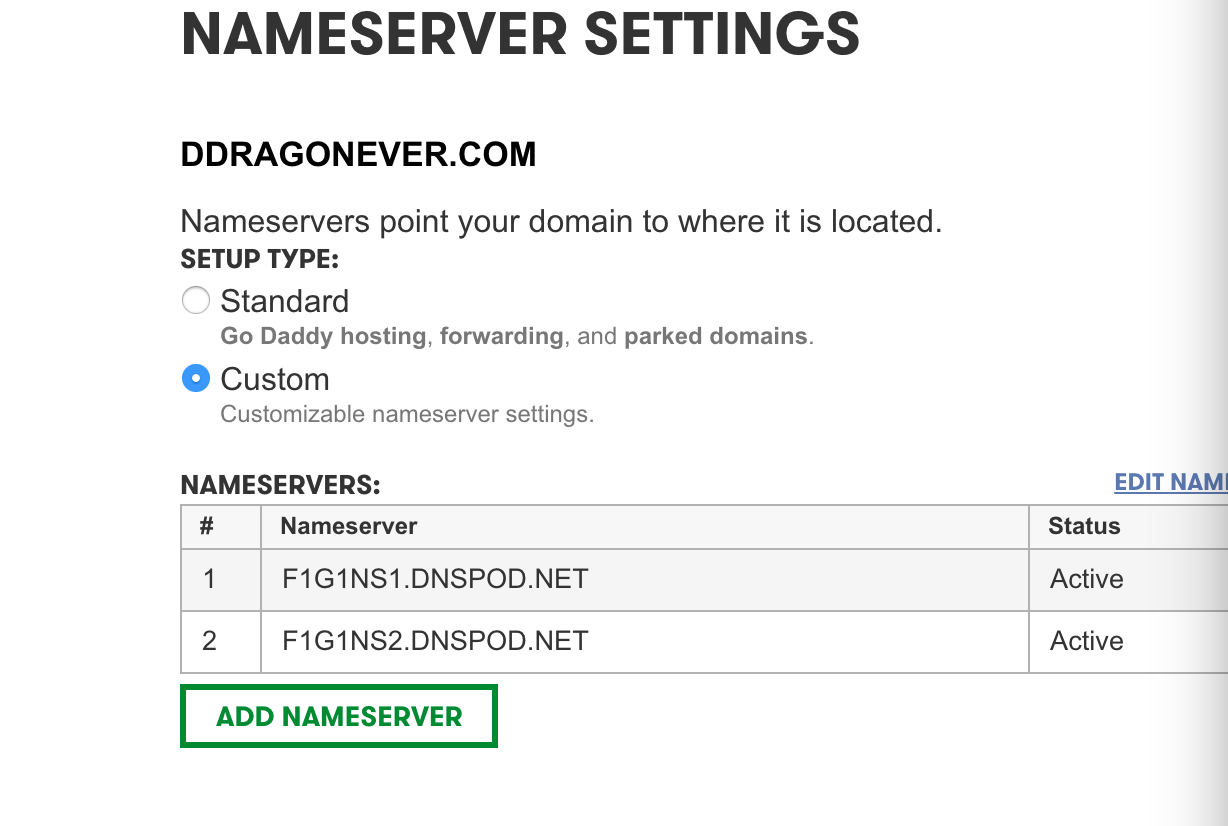 NAMESERVER SETTINGS
DDRAGONEVER.COM
Nameservers point your domain to where it is located.
SETUP TYPE:
Standard
Go Daddy hosting, forwarding, and parked domains.
Custom
Customizable nameserver settings.
NAMESERVERS: EDIT
# Nameserver Status
1 F1G1NS1.DNSPOD.NET Active
2 F1G1NS2.DNSPOD.NET Active
ADD NAMESERVER